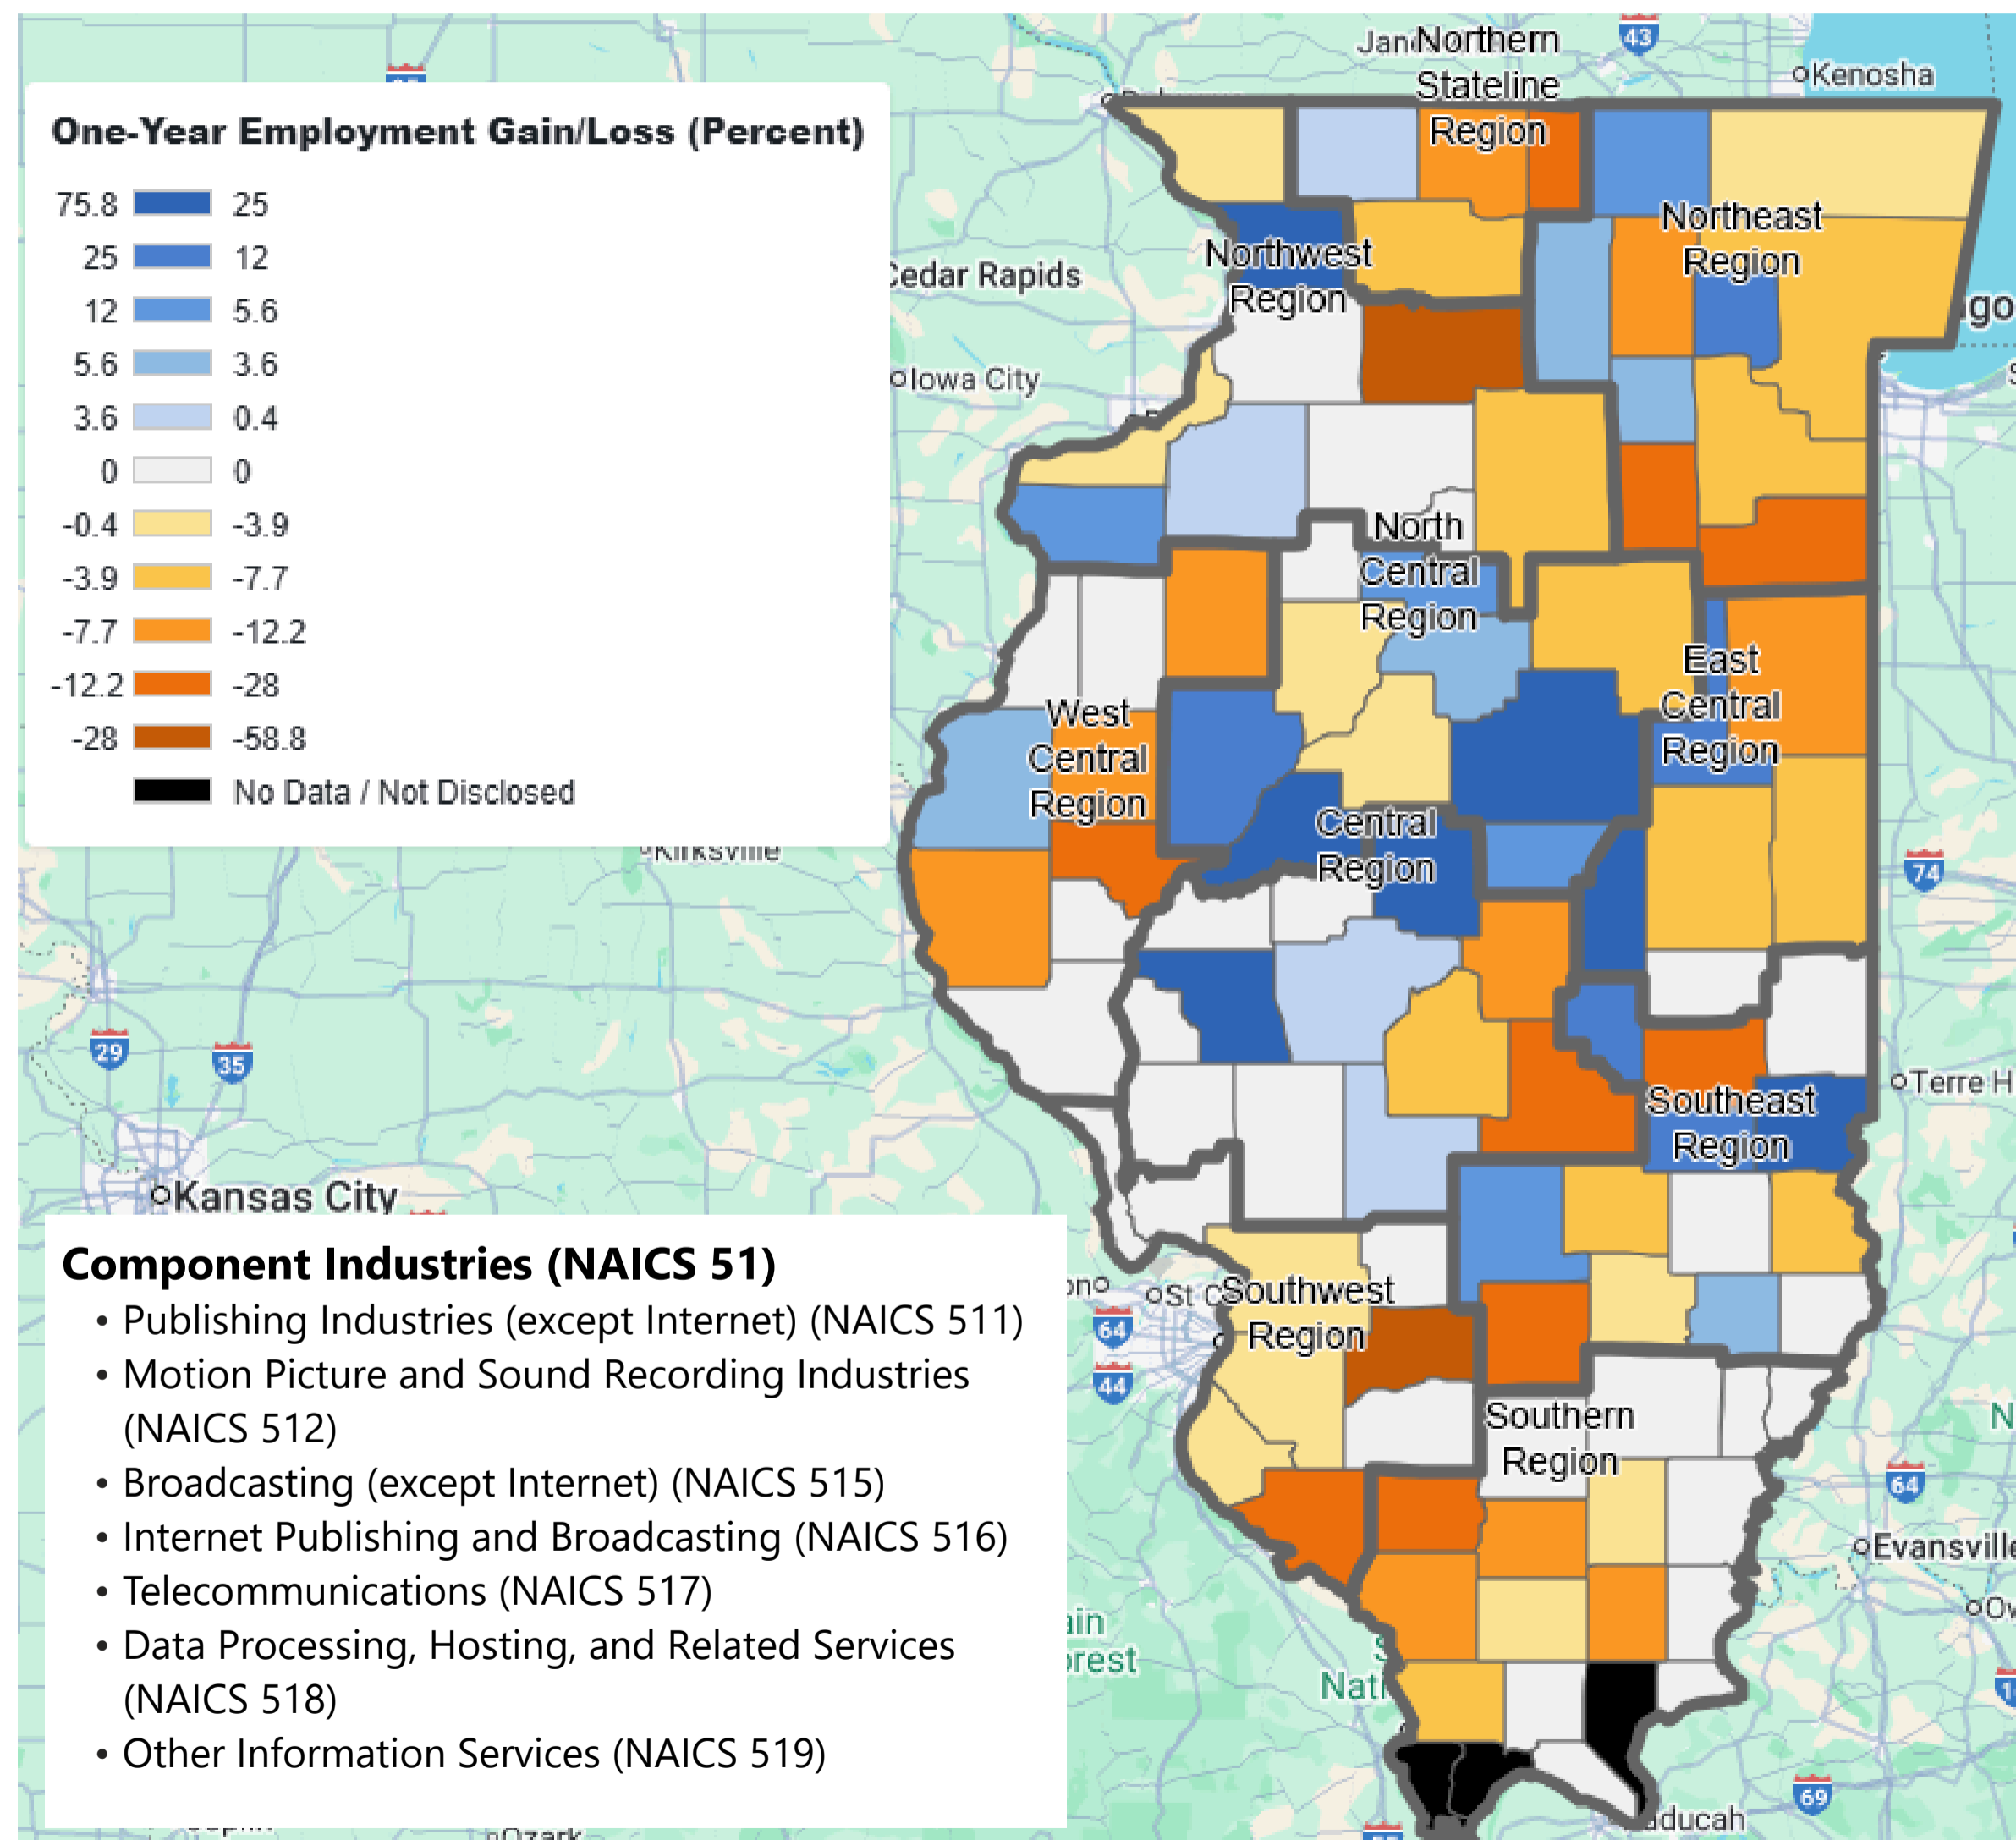 One-Year Employment Gain/Loss (Percent)
75.8 25
25 12
12 5.6
5.6 3.6
3.6 0.4
0 0
-0.4 -3.9
-3.9 -7.7
-7.7 -12.2
-12.2 -28
-28 -58.8
No Data / Not Disclosed
Component Industries (NAICS 51)
• Publishing Industries (except Internet) (NAICS 511)
• Motion Picture and Sound Recording Industries
(NAICS 512)
• Broadcasting (except Internet) (NAICS 515)
• Internet Publishing and Broadcasting (NAICS 516)
• Telecommunications (NAICS 517)
• Data Processing, Hosting, and Related Services
(NAICS 518)
• Other Information Services (NAICS 519)
Northern
Stateline
Region
43
Kenosha
Northwest
Region
Northeast
Region
Cedar Rapids
go
Iowa City
North
Central
Region
East
Central
Region
West
Central
Region
Central
Region
Kirksville
74
29
35
Terre H
Southeast
Region
Kansas City
St
Southwest
Region
64
44
Southern
Region
64
Evansville
Nati
69
aducah